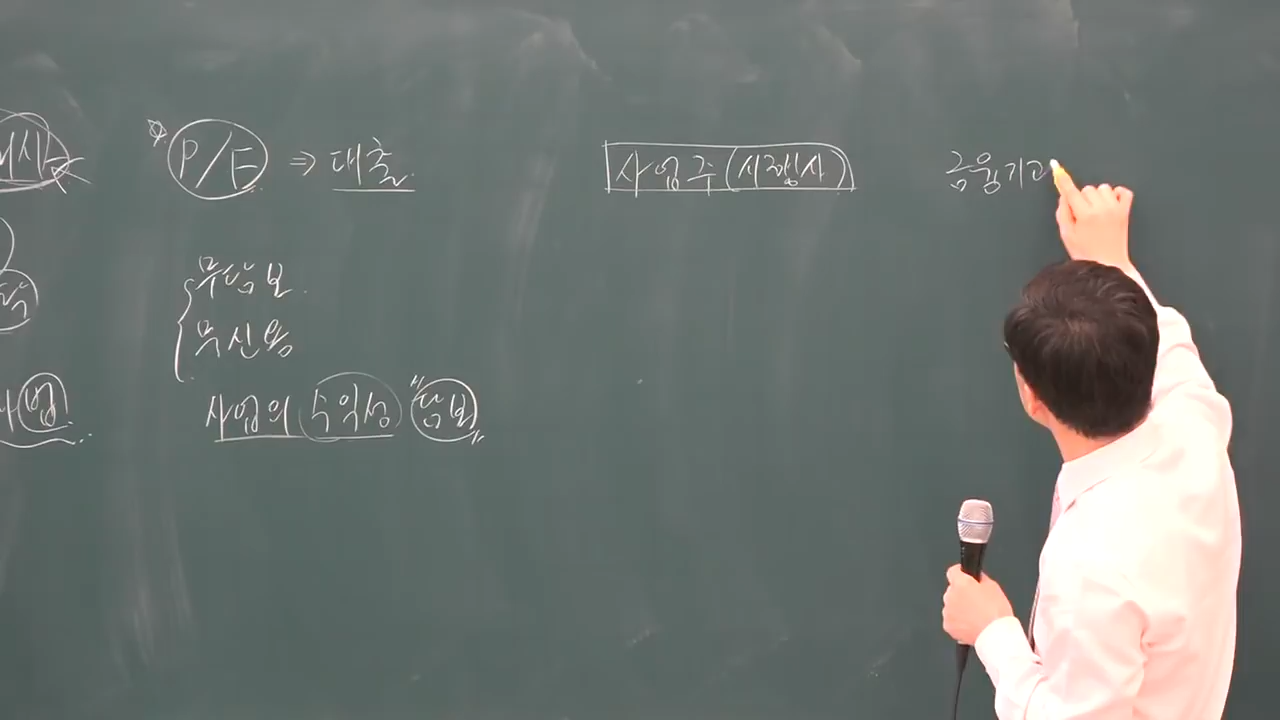 P/F ⇒ 대출
무담보
무신용
사업의 수익성 "담보"
사업주(시행사)
금융기관